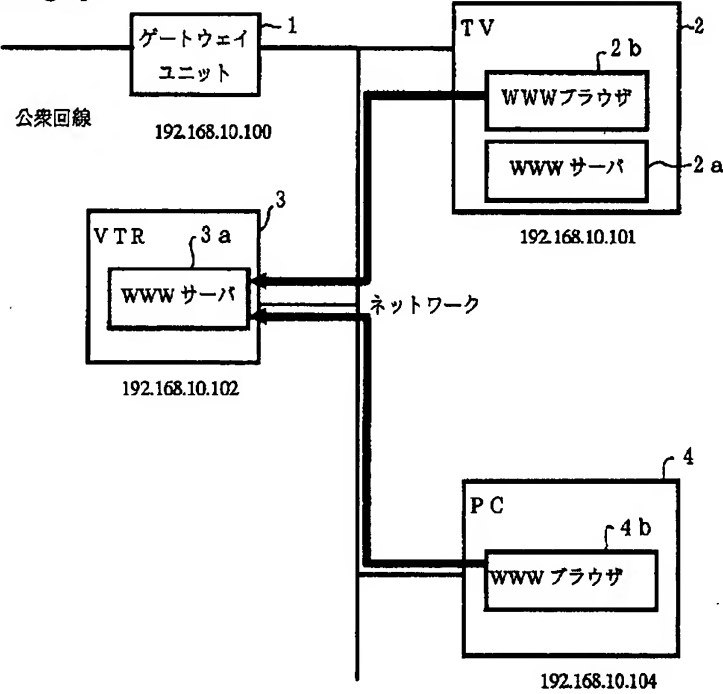 ゲートウェイ
ユニット
1
公衆回線
192.168.10.100
TV
2
2b
WWWブラウザ
WWWサーバ
2a
192.168.10.101
3
VTR
3a
WWWサーバ
192.168.10.102
ネットワーク
4
PC
4b
WWWブラウザ
192.168.10.104